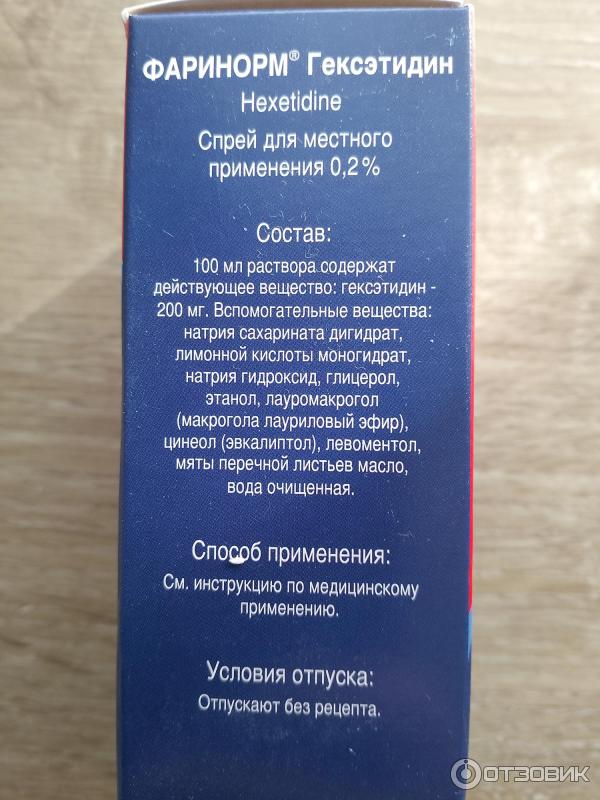 ФАРИНОРМ® Гексэтидин
Hexetidine
Спрей для местного
применения 0,2%
Состав:
100 мл раствора содержат
действующее вещество: гексэтидин -
200 мг. Вспомогательные вещества:
натрия сахарината дигидрат,
лимонной кислоты моногидрат,
натрия гидроксид, глицерол,
этанол, лауромакрогол
(макрогола лауриловый эфир),
цинеол (эвкалиптол), левоментол,
мяты перечной листьев масло,
вода очищенная.
Способ применения:
См. инструкцию по медицинскому
применению.
Условия отпуска:
Отпускают без рецепта.
ОТЗОВИК